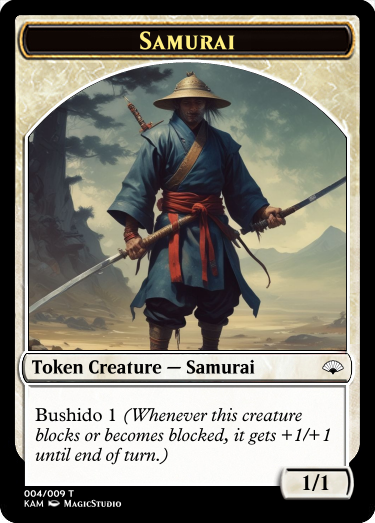 Samurai
Token Creature — Samurai
Bushido 1 (Whenever this creature
blocks or becomes blocked, it gets +1/+1
until end of turn.)
1/1
004/009 T
KAM MagicStudio